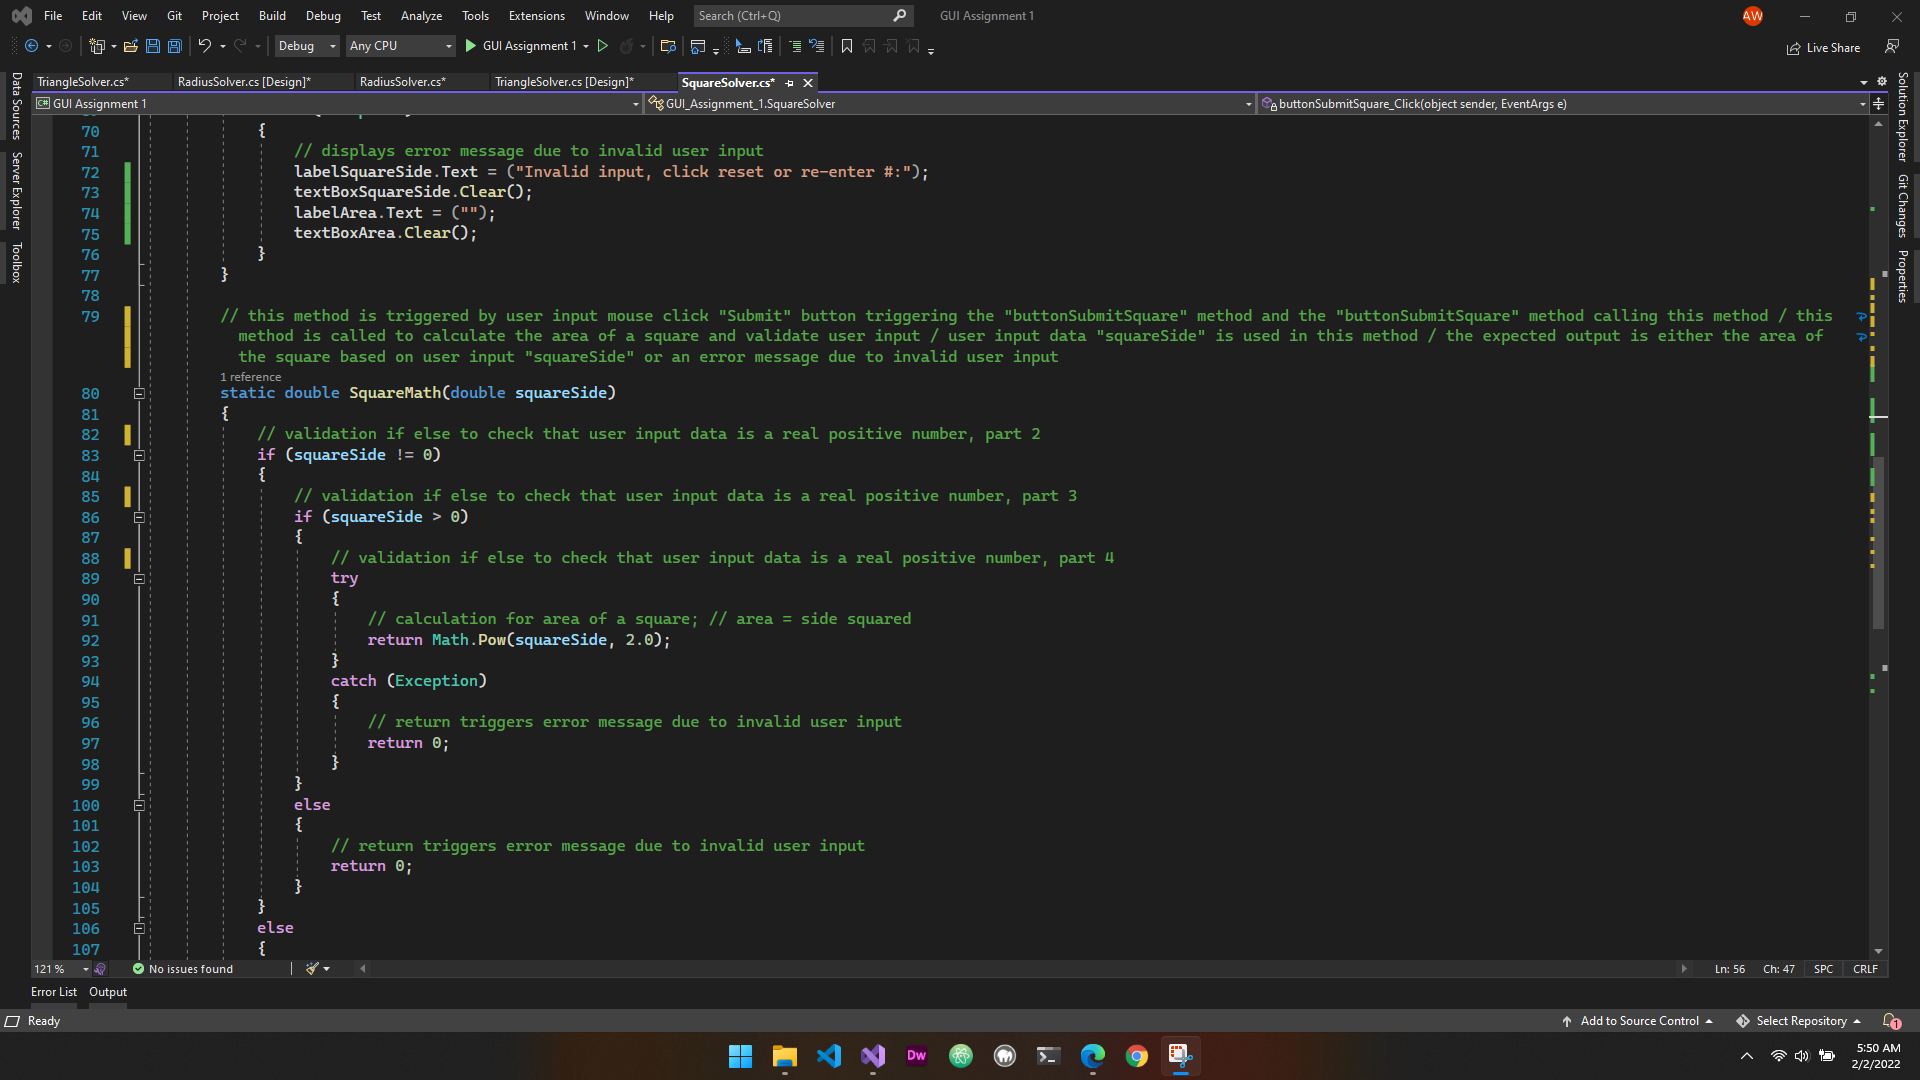 File Edit View Git Project Build Debug Test Analyze Tools Extensions Window Help Search (Ctrl+Q) GUI Assignment 1 AW
Debug Any CPU GUI Assignment 1 Live Share
TriangleSolver.cs* RadiusSolver.cs [Design]* RadiusSolver.cs* TriangleSolver.cs [Design]* SquareSolver.cs*
GUI Assignment 1 GUI_Assignment_1.SquareSolver buttonSubmitSquare_Click(object sender, EventArgs e)
Data Sources
Server Explorer
Toolbox
Solution Explorer
Git Changes
Properties
70 {
71 // displays error message due to invalid user input
72 labelSquareSide.Text = ("Invalid input, click reset or re-enter #:");
73 textBoxSquareSide.Clear();
74 labelArea.Text = ("");
75 textBoxArea.Clear();
76 }
77 }
78
79 // this method is triggered by user input mouse click "Submit" button triggering the "buttonSubmitSquare" method and the "buttonSubmitSquare" method calling this method / this
method is called to calculate the area of a square and validate user input / user input data "squareSide" is used in this method / the expected output is either the area of
the square based on user input "squareSide" or an error message due to invalid user input
1 reference
80 static double SquareMath(double squareSide)
81 {
82 // validation if else to check that user input data is a real positive number, part 2
83 if (squareSide != 0)
84 {
85 // validation if else to check that user input data is a real positive number, part 3
86 if (squareSide > 0)
87 {
88 // validation if else to check that user input data is a real positive number, part 4
89 try
90 {
91 // calculation for area of a square; // area = side squared
92 return Math.Pow(squareSide, 2.0);
93 }
94 catch (Exception)
95 {
96 // return triggers error message due to invalid user input
97 return 0;
98 }
99 }
100 else
101 {
102 // return triggers error message due to invalid user input
103 return 0;
104 }
105 }
106 else
107 {
121 % No issues found Ln: 56 Ch: 47 SPC CRLF
Error List Output
Ready Add to Source Control Select Repository 1
Dw
5:50 AM
2/2/2022